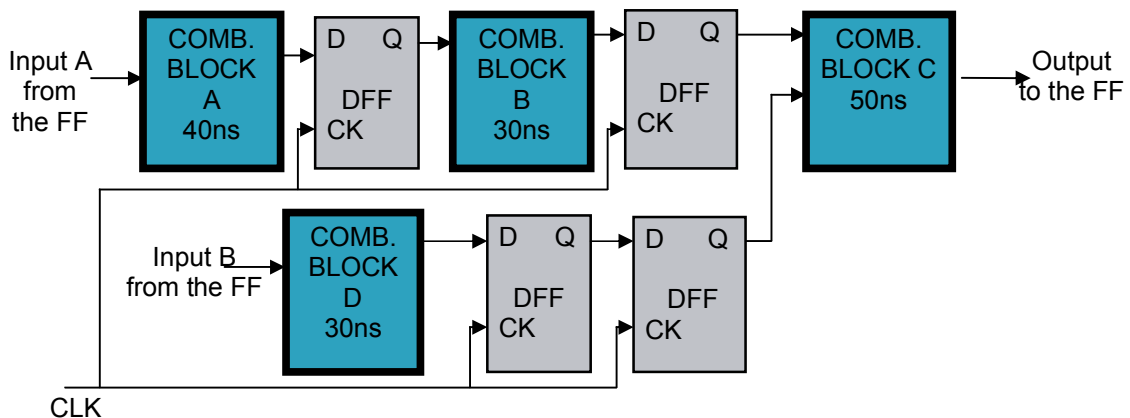 Input A
from
the FF
COMB.
BLOCK
A
40ns
D Q
DFF
CK
COMB.
BLOCK
B
30ns
D Q
DFF
CK
COMB.
BLOCK C
50ns
Output
to the FF
Input B
from the FF
COMB.
BLOCK
D
30ns
D Q
DFF
CK
D Q
DFF
CK
CLK